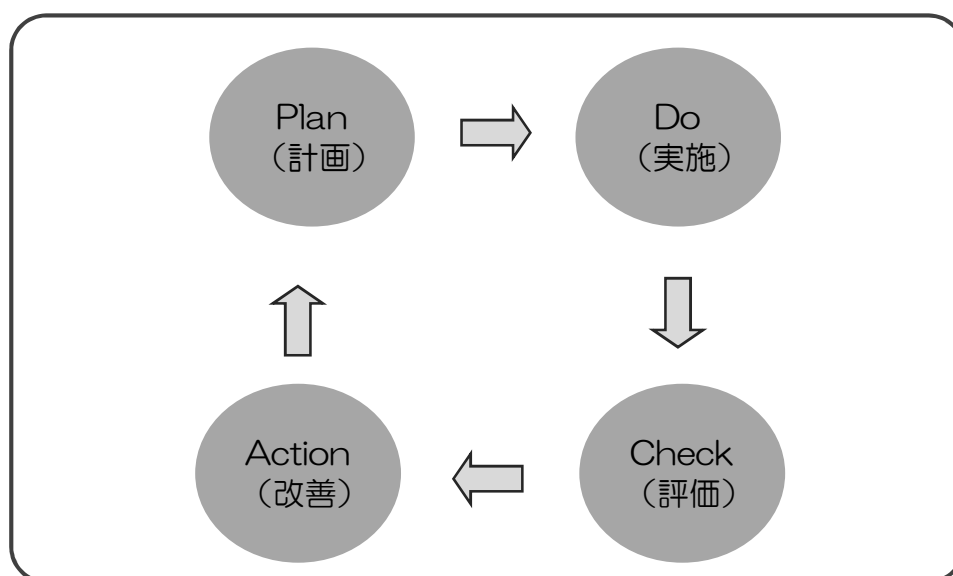 Plan
（計画）
Do
（実施）
Action
（改善）
Check
（評価）